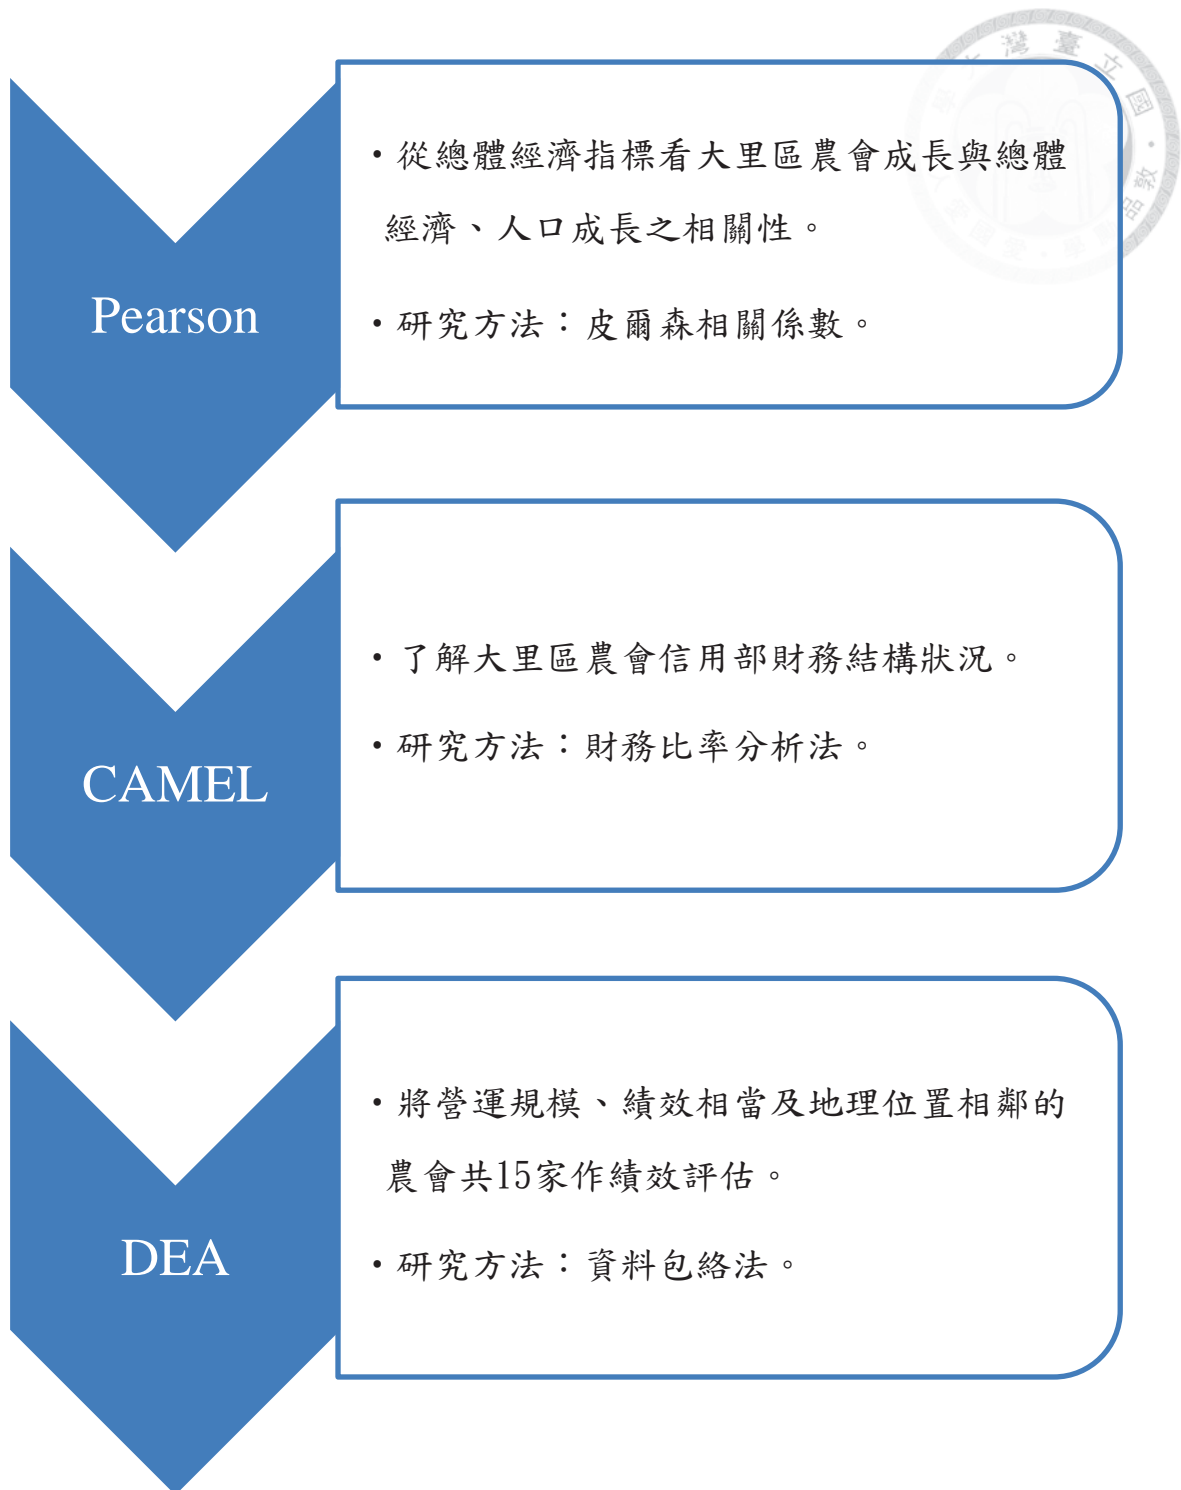 灣臺立國
Pearson
・從總體經濟指標看大里區農會成長與總體
經濟、人口成長之相關性。
・研究方法：皮爾森相關係數。
CAMEL
・了解大里區農會信用部財務結構狀況。
・研究方法：財務比率分析法。
DEA
・將營運規模、績效相當及地理位置相鄰的
農會共15家作績效評估。
・研究方法：資料包絡法。